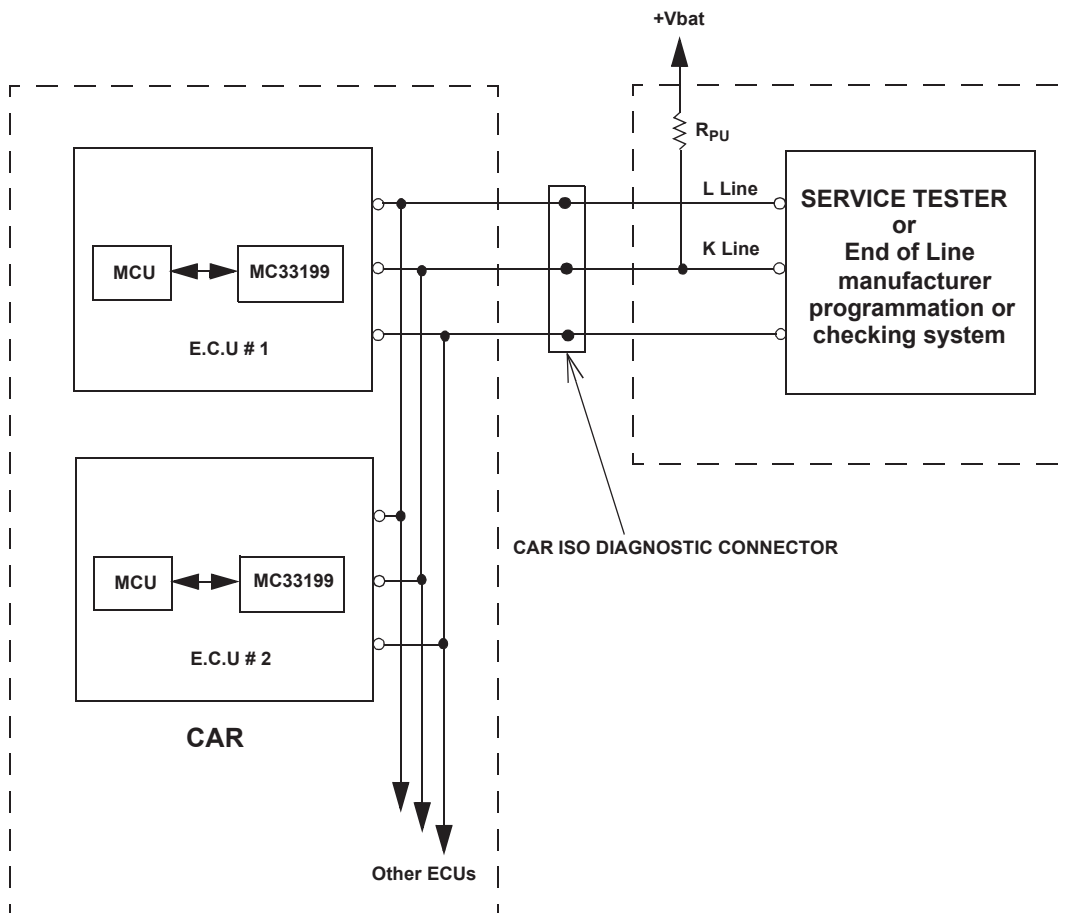 +Vbat
R_PU
L Line
K Line
SERVICE TESTER
or
End of Line
manufacturer
programmation or
checking system
MCU
MC33199
E.C.U # 1
CAR ISO DIAGNOSTIC CONNECTOR
MCU
MC33199
E.C.U # 2
CAR
Other ECUs